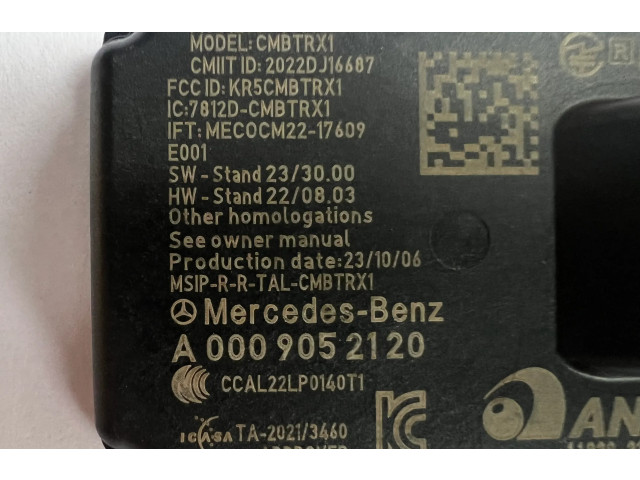 MODEL: CMBTRX1
CMIIT ID: 2022DJ16687
FCC ID: KR5CMBTRX1
IC:7812D-CMBTRX1
IFT: MECOCM22-17609
E001
SW - Stand 23/30.00
HW - Stand 22/08.03
Other homologations
See owner manual
Production date:23/10/06
MSIP-R-R-TAL-CMBTRX1
Mercedes-Benz
A 000 905 2120
CCAL22LP0140T1
ICASA TA-2021/3460
R
AN